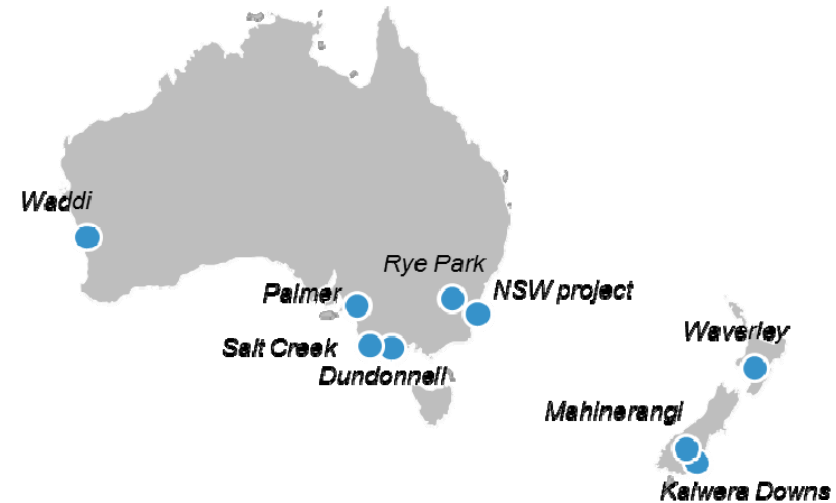 Waddi
Rye Park
Palmer
NSW project
Salt Creek
Dundonnell
Waverley
Mahinerangi
Kaiwera Downs